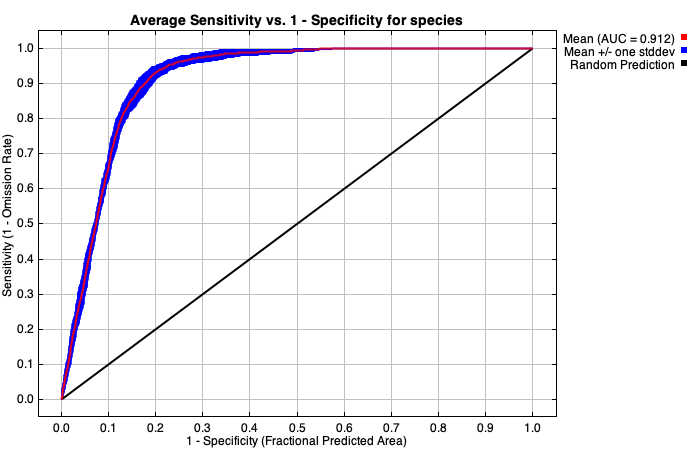 Average Sensitivity vs. 1 - Specificity for species
Mean (AUC = 0.912)
Mean +/- one stddev
Random Prediction
Sensitivity (1 - Omission Rate)
1.0
0.9
0.8
0.7
0.6
0.5
0.4
0.3
0.2
0.1
0.0
0.0 0.1 0.2 0.3 0.4 0.5 0.6 0.7 0.8 0.9 1.0
1 - Specificity (Fractional Predicted Area)